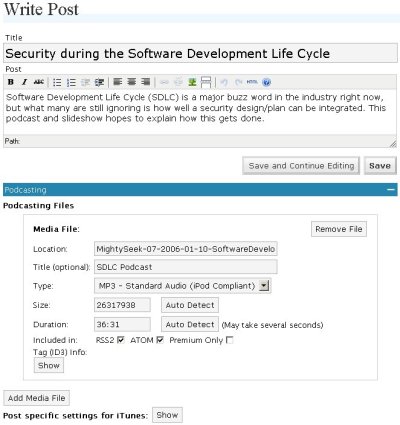 Write Post
Title
Security during the Software Development Life Cycle
Post
B I ABC HTML
Software Development Life Cycle (SDLC) is a major buzz word in the industry right now,
but what many are still ignoring is how well a security design/plan can be integrated. This
podcast and slideshow hopes to explain how this gets done.
Path:
Save and Continue Editing Save
Podcasting
Podcasting Files
Media File: Remove File
Location: MightySeek-07-2006-01-10-SoftwareDevelo
Title (optional): SDLC Podcast
Type: MP3 - Standard Audio (iPod Compliant)
Size: 26317938 Auto Detect
Duration: 36:31 Auto Detect (May take several seconds)
Included in: RSS2 ATOM Premium Only
Tag (ID3) Info:
Show
Add Media File
Post specific settings for iTunes: Show